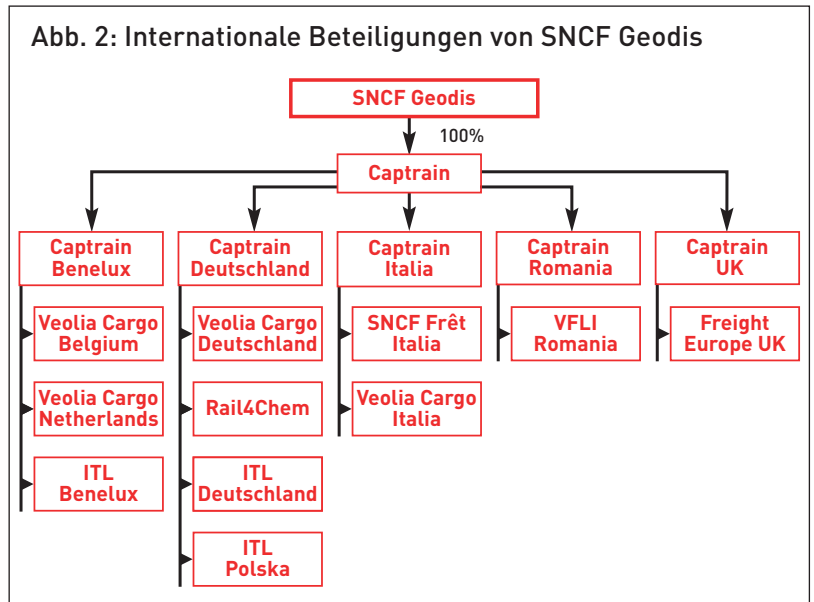 Abb. 2: Internationale Beteiligungen von SNCF Geodis
SNCF Geodis
100%
Captrain
Captrain
Benelux
Captrain
Deutschland
Captrain
Italia
Captrain
Romania
Captrain
UK
Veolia Cargo
Belgium
Veolia Cargo
Deutschland
SNCF Frêt
Italia
VFLI
Romania
Freight
Europe UK
Veolia Cargo
Netherlands
Rail4Chem
Veolia Cargo
Italia
ITL
Benelux
ITL
Deutschland
ITL
Polska